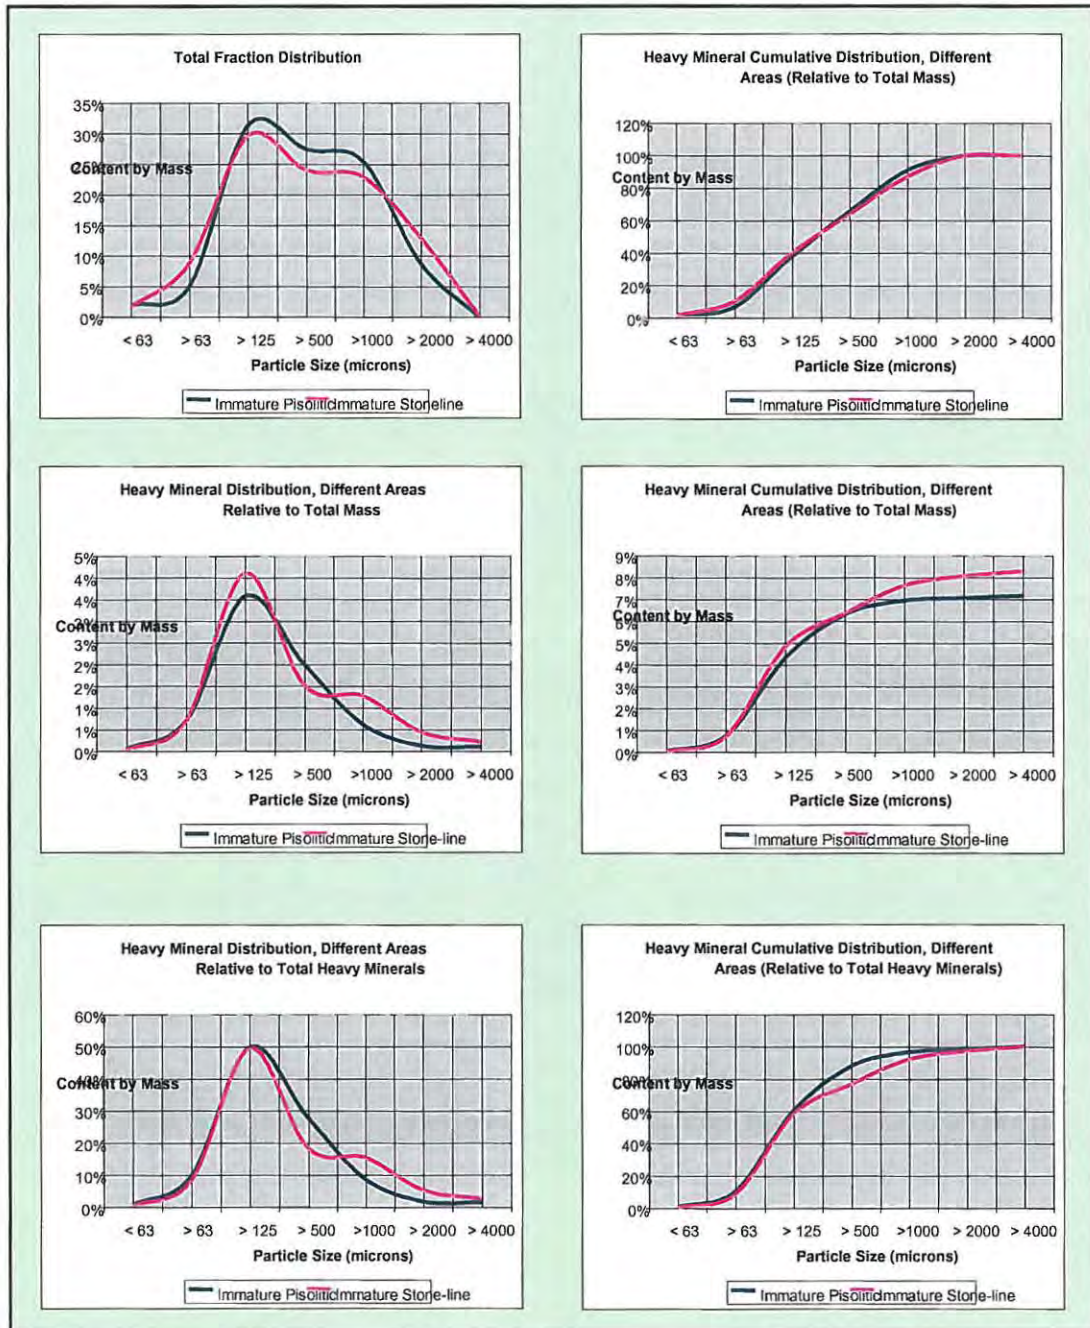 Total Fraction Distribution
35%
30%
25%
20%
15%
10%
5%
0%
Content by Mass
< 63 > 63 > 125 > 500 >1000 > 2000 > 4000
Particle Size (microns)
Immature Pisolitic Immature Stoneline
Heavy Mineral Cumulative Distribution, Different
Areas (Relative to Total Mass)
120%
100%
80%
60%
40%
20%
0%
Content by Mass
< 63 > 63 > 125 > 500 >1000 > 2000 > 4000
Particle Size (microns)
Immature Pisolitic Immature Stoneline
Heavy Mineral Distribution, Different Areas
Relative to Total Mass
5%
4%
4%
3%
3%
2%
2%
1%
1%
0%
Content by Mass
< 63 > 63 > 125 > 500 >1000 > 2000 > 4000
Particle Size (microns)
Immature Pisolitic Immature Stone-line
Heavy Mineral Cumulative Distribution, Different
Areas (Relative to Total Mass)
9%
8%
7%
6%
5%
4%
3%
2%
1%
0%
Content by Mass
< 63 > 63 > 125 > 500 >1000 > 2000 > 4000
Particle Size (microns)
Immature Pisolitic Immature Stone-line
Heavy Mineral Distribution, Different Areas
Relative to Total Heavy Minerals
60%
50%
40%
30%
20%
10%
0%
Content by Mass
< 63 > 63 > 125 > 500 >1000 > 2000 > 4000
Particle Size (microns)
Immature Pisolitic Immature Stone-line
Heavy Mineral Cumulative Distribution, Different
Areas (Relative to Total Heavy Minerals)
120%
100%
80%
60%
40%
20%
0%
Content by Mass
< 63 > 63 > 125 > 500 >1000 > 2000 > 4000
Particle Size (microns)
Immature Pisolitic Immature Stone-line